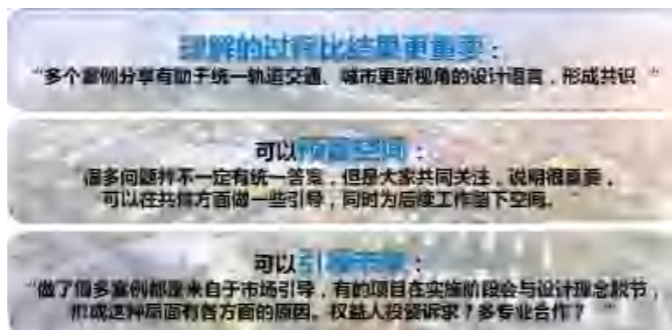 理解的过程比结果更重要：
“多个案例分享有助于统一轨道交通、城市更新视角的设计语言，形成共识”
可以：
很多问题并不一定有统一答案，但是大家共同关注，说明很重要，
可以在共性方面做一些引导，同时为后续工作留下空间。
可以引导市场：
“做了很多案例都是来自于市场引导，有的项目在实施阶段会与设计理念脱节，
形成这种局面有各方面的原因。权益人投资诉求？多专业合作？”